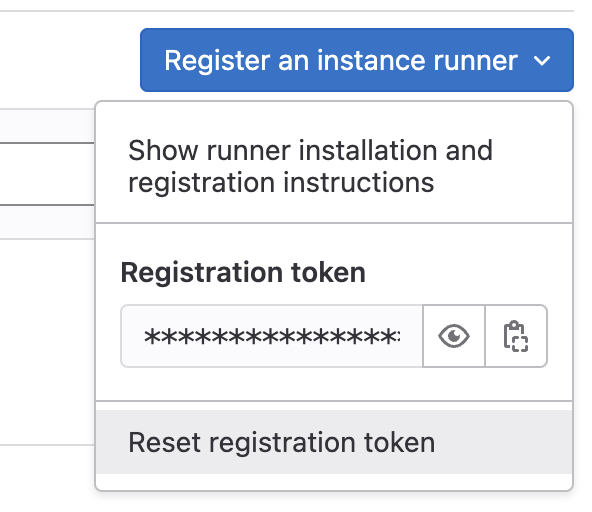 Register an instance runner
Show runner installation and
registration instructions
Registration token
***************
Reset registration token